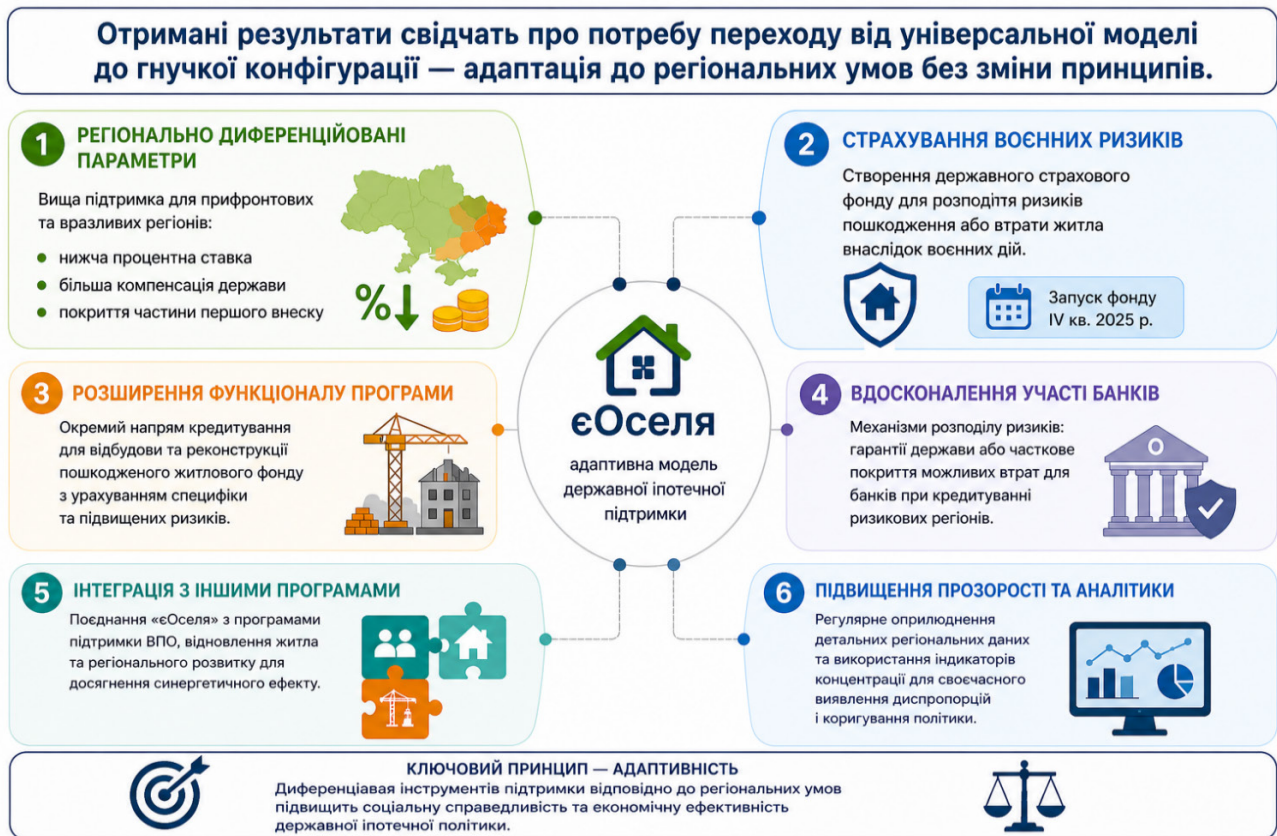 Отримані результати свідчать про потребу переходу від універсальної моделі
до гнучкої конфігурації — адаптація до регіональних умов без зміни принципів.
1
РЕГІОНАЛЬНО ДИФЕРЕНЦІЙОВАНІ
ПАРАМЕТРИ
Вища підтримка для прифронтових
та вразливих регіонів:
• нижча процентна ставка
• більша компенсація держави
• покриття частини першого внеску
%
2
СТРАХУВАННЯ ВОЄННИХ РИЗИКІВ
Створення державного страхового
фонду для розподіття ризиків
пошкодження або втрати житла
внаслідок воєнних дій.
Запуск фонду
IV кв. 2025 р.
3
РОЗШИРЕННЯ ФУНКЦІОНАЛУ ПРОГРАМИ
Окремий напрям кредитування
для відбудови та реконструкції
пошкодженого житлового фонду
з урахуванням специфіки
та підвищених ризиків.
єОселя
адаптивна модель
державної іпотечної
підтримки
4
ВДОСКОНАЛЕННЯ УЧАСТІ БАНКІВ
Механізми розподілу ризиків:
гарантії держави або часткове
покриття можливих втрат для
банків при кредитуванні
ризикових регіонів.
5
ІНТЕГРАЦІЯ З ІНШИМИ ПРОГРАМАМИ
Поєднання «єОселя» з програмами
підтримки ВПО, відновлення житла
та регіонального розвитку для
досягнення синергетичного ефекту.
6
ПІДВИЩЕННЯ ПРОЗОРОСТІ ТА АНАЛІТИКИ
Регулярне оприлюднення
детальних регіональних даних
та використання індикаторів
концентрації для своєчасного
виявлення диспропорцій
і коригування політики.
КЛЮЧОВИЙ ПРИНЦИП — АДАПТИВНІСТЬ
Диференціавая інструментів підтримки відповідно до регіональних умов
підвищить соціальну справедливість та економічну ефективність
державної іпотечної політики.